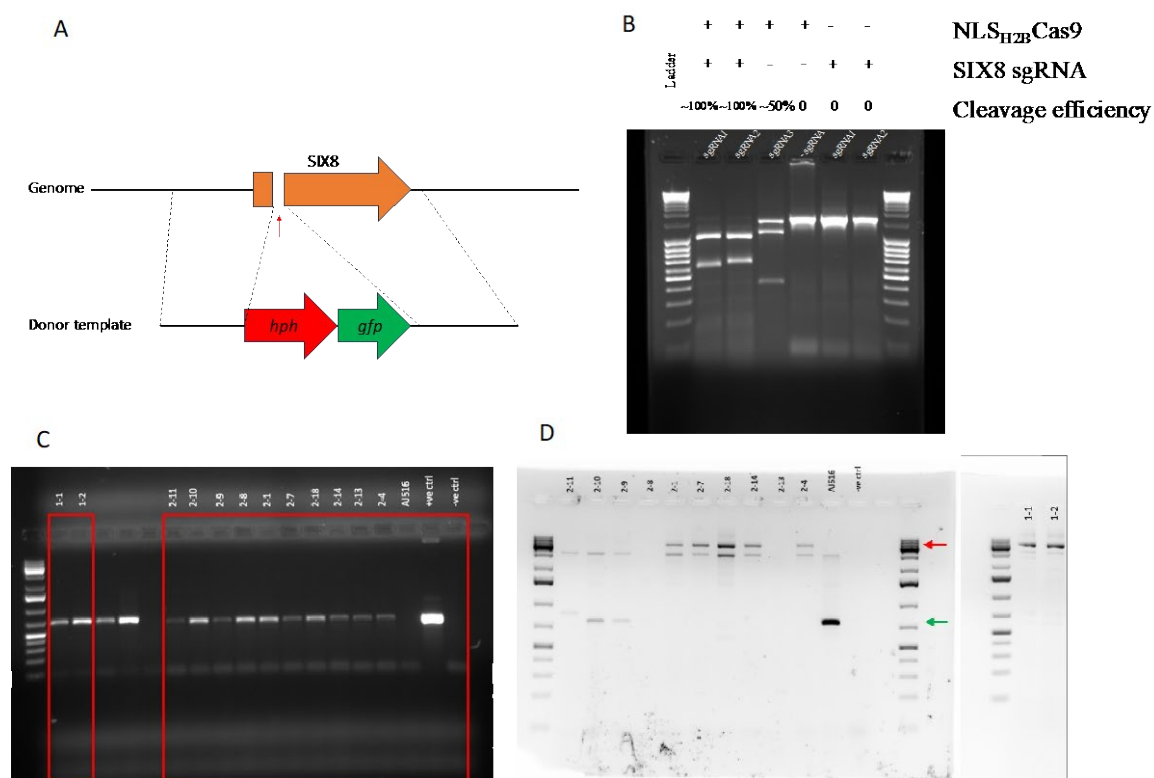 A
SIX8
Genome
Donor template
hph
gfp
B
Ladder
+ + + + - - NLSH2BCas9
+ + - - + + SIX8 sgRNA
~100% ~100% ~50% 0 0 0 Cleavage efficiency
sgRNA1 sgRNA2 sgRNA3 -sgRNA sgRNA1 sgRNA2
C
1-1 1-2 2-11 2-10 2-9 2-8 2-1 2-7 2-18 2-14 2-13 2-4 AJ516 +ve ctrl -ve ctrl
D
2-11 2-10 2-9 2-8 2-1 2-7 2-18 2-14 2-13 2-4 AJ516 -ve ctrl 1-1 1-2